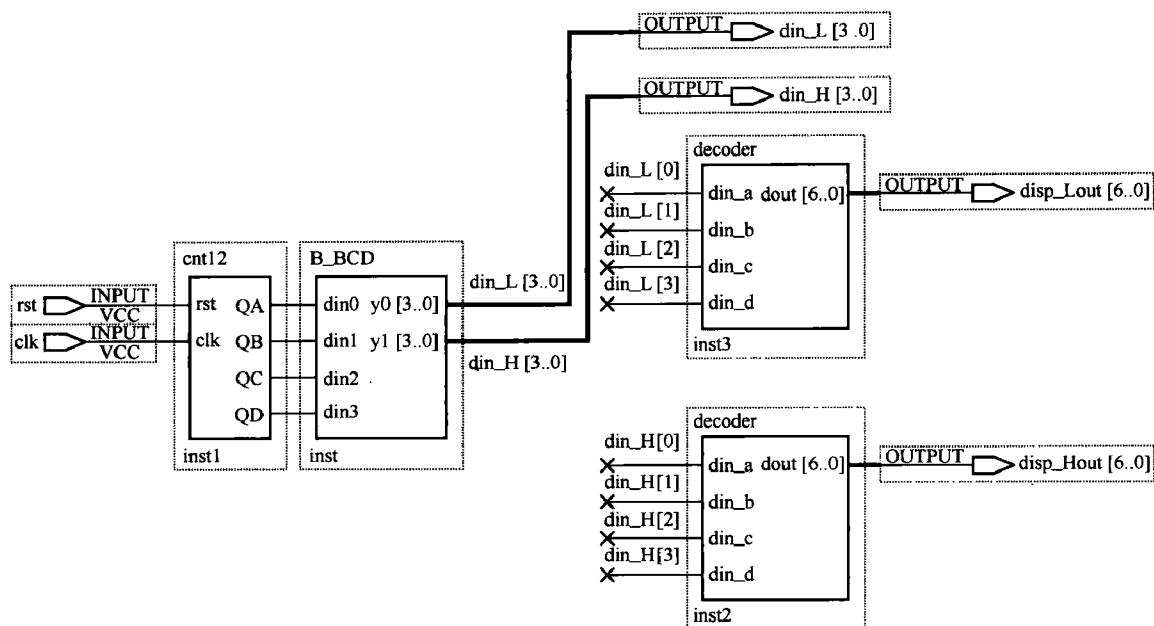 OUTPUT
din_L [3 .0]
OUTPUT
din_H [3..0]
decoder
din_L [0]
din_a
dout [6..0]
OUTPUT
disp_Lout [6..0]
din_L [1]
din_b
din_L [2]
din_c
din_L [3]
din_d
inst3
cnt12
B_BCD
din_L [3..0]
rst
INPUT
VCC
rst
QA
din0
y0 [3..0]
clk
INPUT
VCC
clk
QB
din1
y1 [3..0]
din_H [3..0]
QC
din2
QD
din3
inst1
inst
decoder
din_H[0]
din_a
dout [6..0]
OUTPUT
disp_Hout [6..0]
din_H[1]
din_b
din_H[2]
din_c
din_H[3]
din_d
inst2